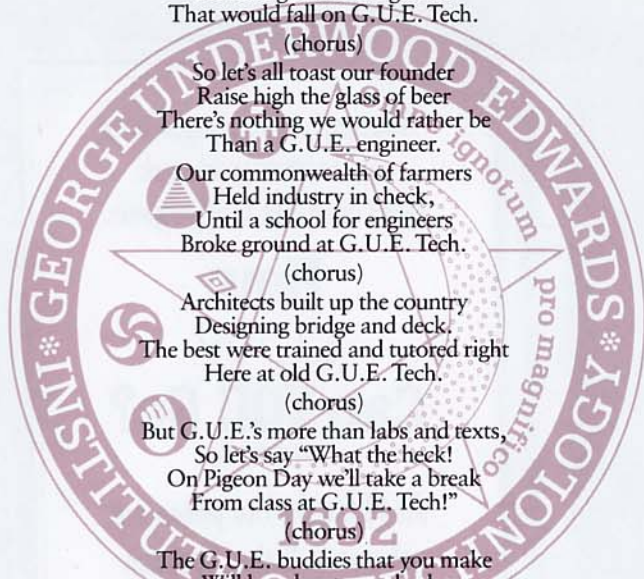 That would fall on G.U.E. Tech.
(chorus)
So let's all toast our founder
Raise high the glass of beer
There's nothing we would rather be
Than a G.U.E. engineer.
Our commonwealth of farmers
Held industry in check,
Until a school for engineers
Broke ground at G.U.E. Tech.
(chorus)
Architects built up the country
Designing bridge and deck.
The best were trained and tutored right
Here at old G.U.E. Tech.
(chorus)
But G.U.E.'s more than labs and texts,
So let's say "What the heck!
On Pigeon Day we'll take a break
From class at G.U.E. Tech!"
(chorus)
The G.U.E. buddies that you make
GEORGE UNDERWOOD EDWARDS
INSTITUTE OF TECHNOLOGY
omne ignotum pro magnifico
1692